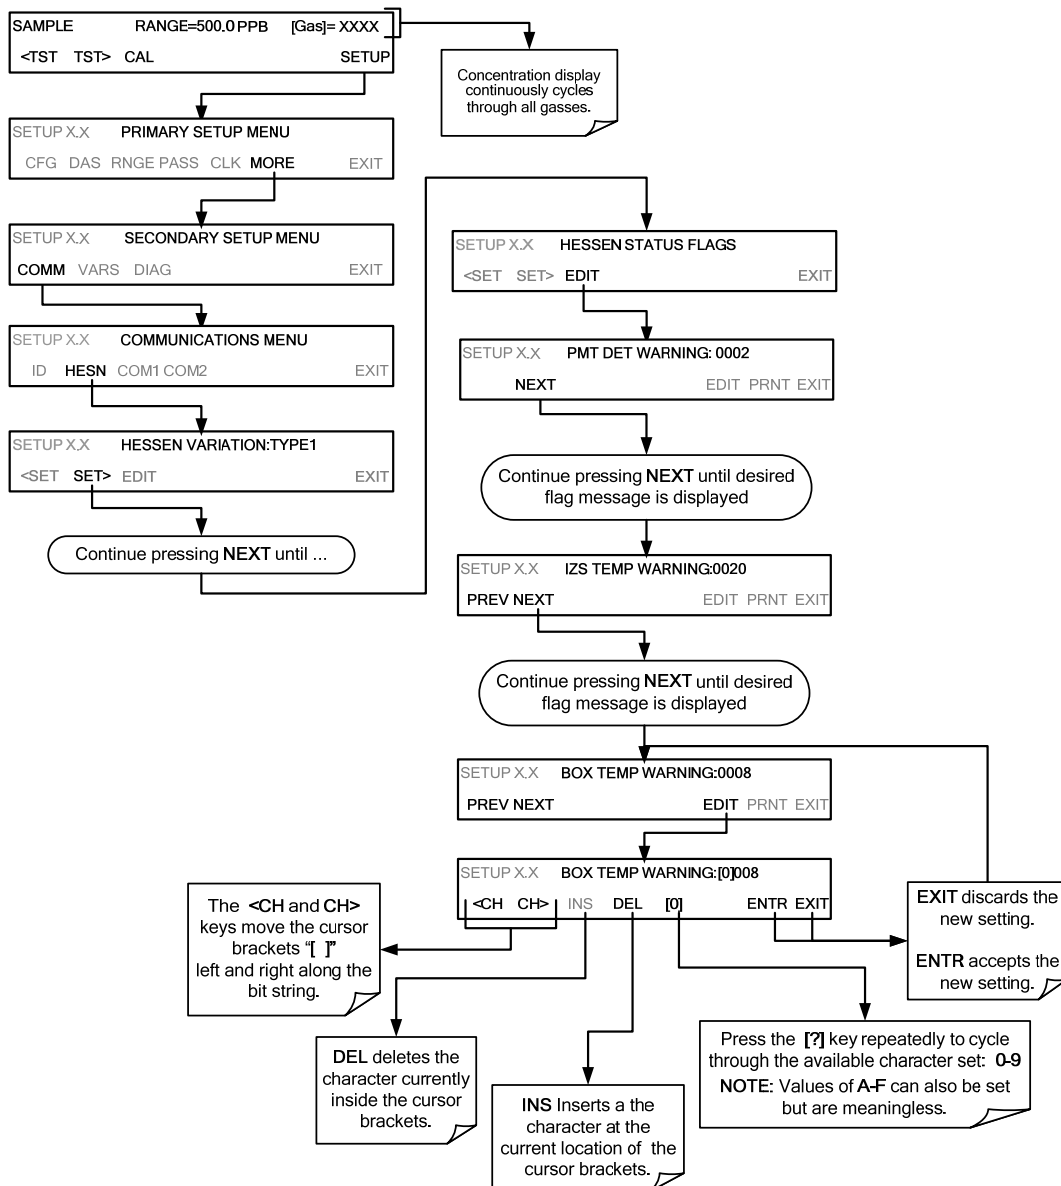 SAMPLE RANGE=500.0 PPB [Gas]= XXXX
<TST TST> CAL SETUP
Concentration display
continuously cycles
through all gasses.
SETUP X.X PRIMARY SETUP MENU
CFG DAS RNGE PASS CLK MORE EXIT
SETUP X.X SECONDARY SETUP MENU
COMM VARS DIAG EXIT
SETUP X.X COMMUNICATIONS MENU
ID HESN COM1 COM2 EXIT
SETUP X.X HESSEN VARIATION:TYPE1
<SET SET> EDIT EXIT
Continue pressing NEXT until ...
SETUP X.X HESSEN STATUS FLAGS
<SET SET> EDIT EXIT
SETUP X.X PMT DET WARNING: 0002
NEXT EDIT PRNT EXIT
Continue pressing NEXT until desired
flag message is displayed
SETUP X.X IZS TEMP WARNING:0020
PREV NEXT EDIT PRNT EXIT
Continue pressing NEXT until desired
flag message is displayed
SETUP X.X BOX TEMP WARNING:0008
PREV NEXT EDIT PRNT EXIT
SETUP X.X BOX TEMP WARNING:[0]008
<CH CH> INS DEL [0] ENTR EXIT
The <CH and CH>
keys move the cursor
brackets “[ ]”
left and right along the
bit string.
EXIT discards the
new setting.
ENTR accepts the
new setting.
DEL deletes the
character currently
inside the cursor
brackets.
INS Inserts a the
character at the
current location of the
cursor brackets.
Press the [?] key repeatedly to cycle
through the available character set: 0-9
NOTE: Values of A-F can also be set
but are meaningless.